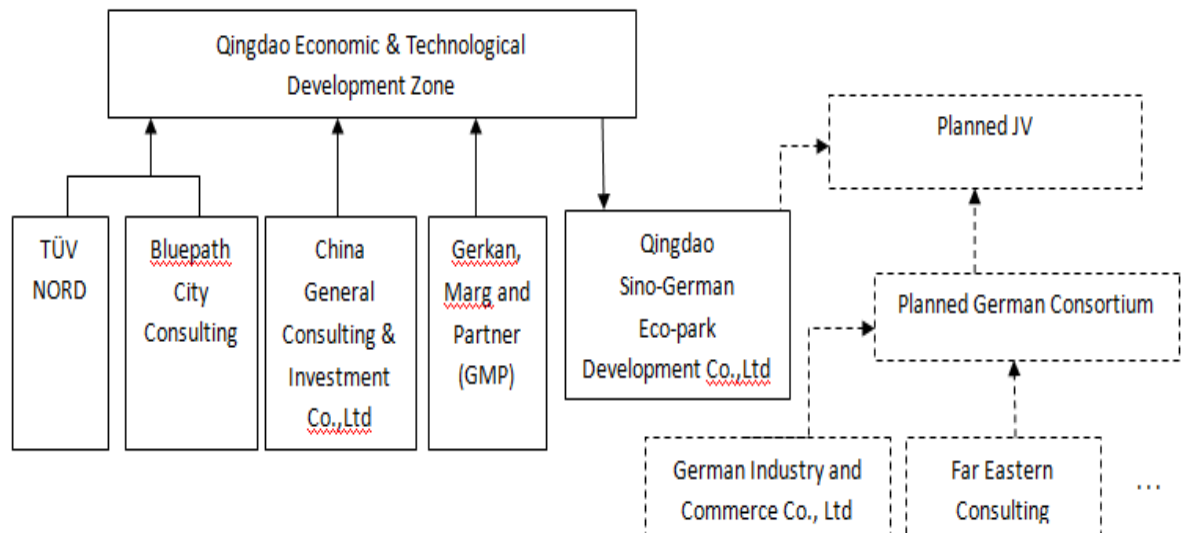 Qingdao Economic & Technological
Development Zone
Planned JV
TÜV
NORD
Bluepath
City
Consulting
China
General
Consulting &
Investment
Co.,Ltd
Gerkan,
Marg and
Partner
(GMP)
Qingdao
Sino-German
Eco-park
Development Co.,Ltd
Planned German Consortium
German Industry and
Commerce Co., Ltd
Far Eastern
Consulting
...